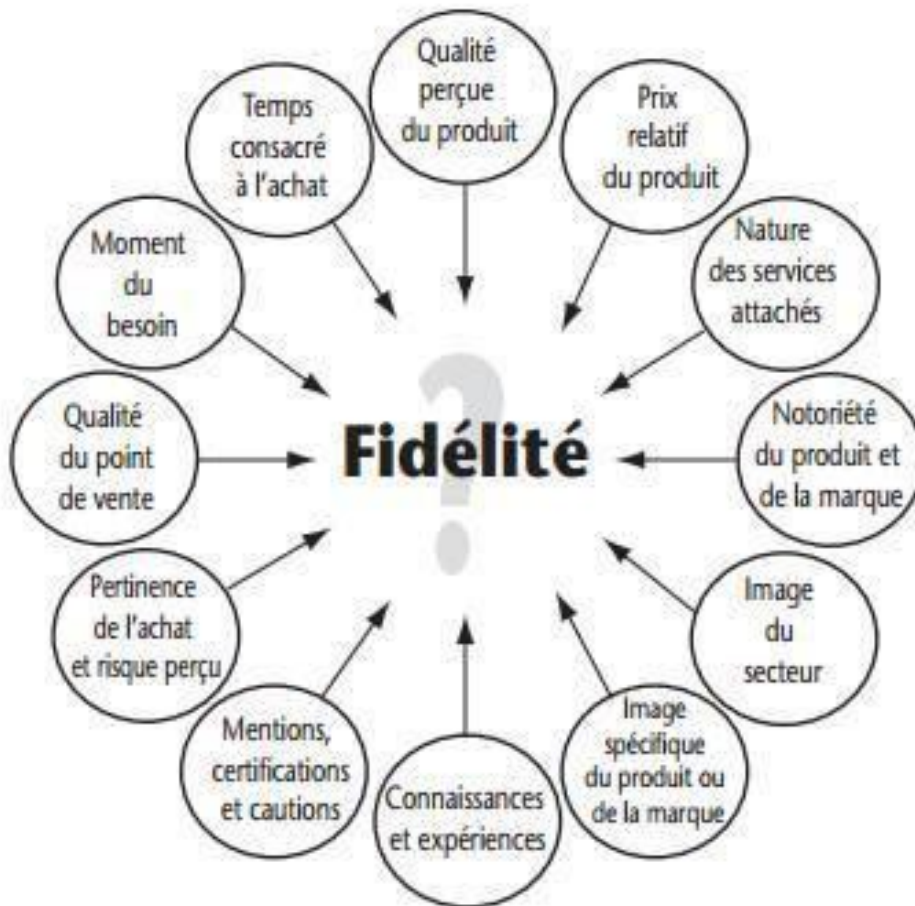 Qualité
perçue
du produit
Prix
relatif
du produit
Nature
des services
attachés
Notoriété
du produit et
de la marque
Image
du
secteur
Image
spécifique
du produit ou
de la marque
Connaissances
et expériences
Mentions,
certifications
et cautions
Pertinence
de l'achat
et risque perçu
Qualité
du point
de vente
Moment
du
besoin
Temps
consacré
à l'achat
?
Fidélité